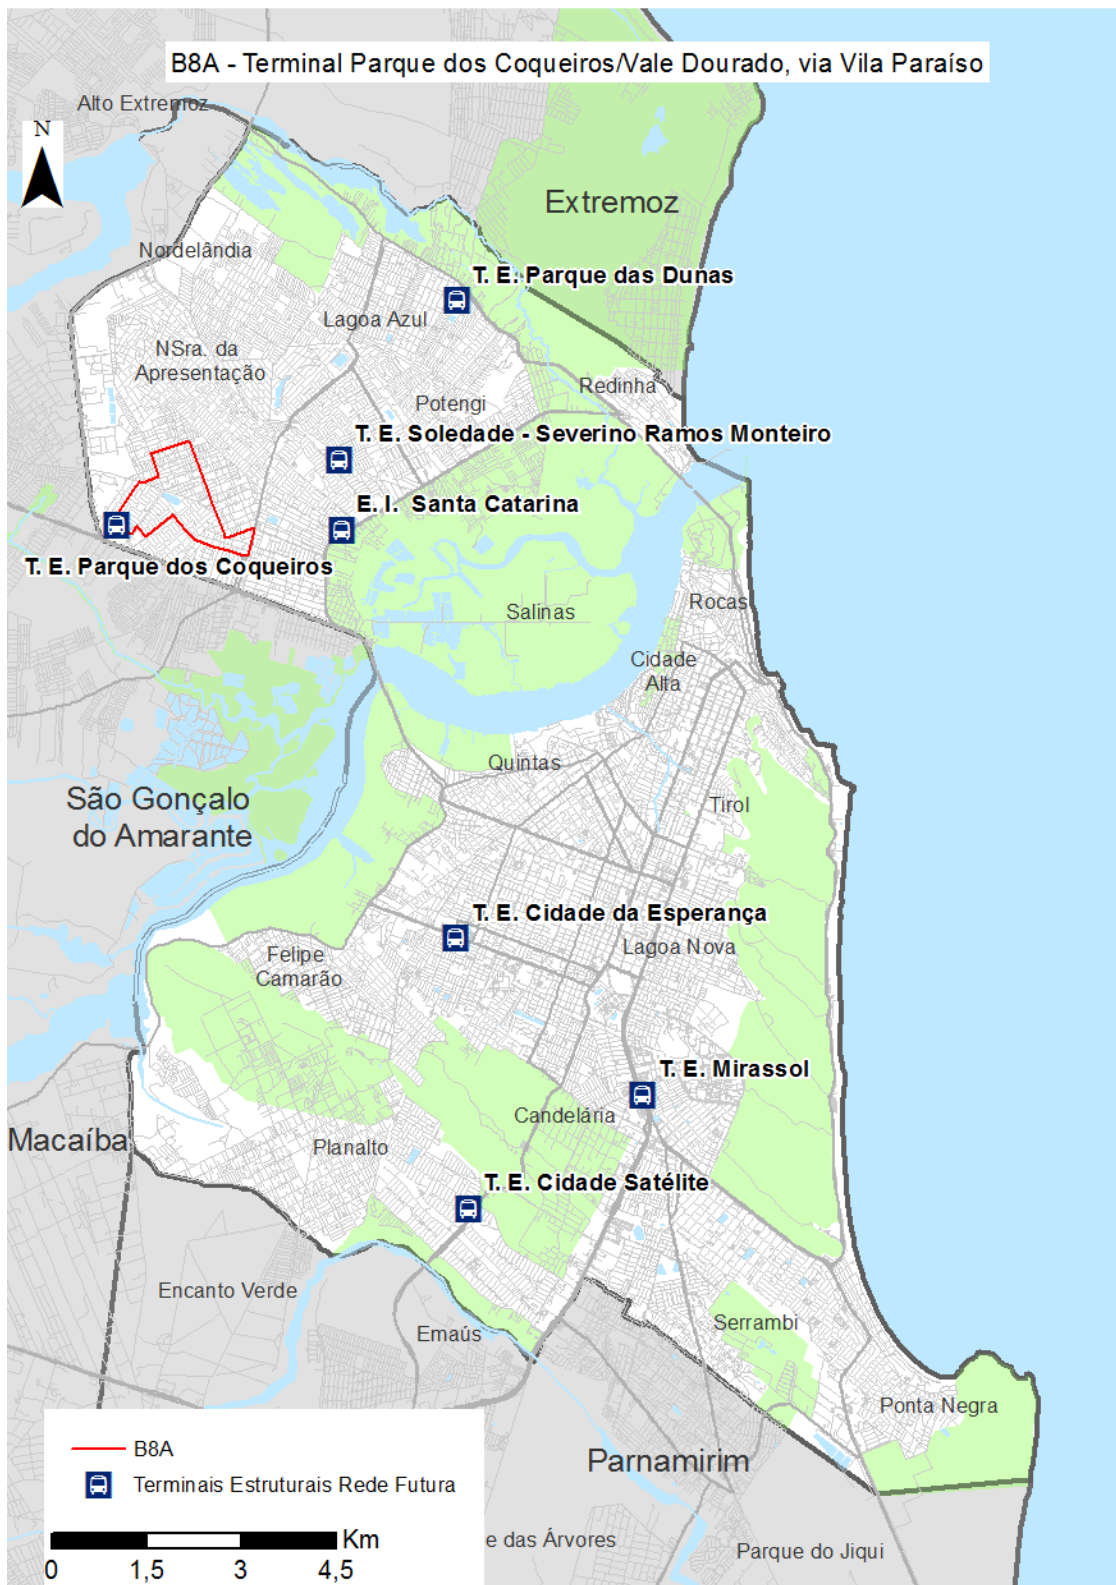 B8A - Terminal Parque dos Coqueiros/Vale Dourado, via Vila Paraíso
Alto Extremoz
N
Extremoz
Nordelândia
T. E. Parque das Dunas
Lagoa Azul
NSra. da
Apresentação
Redinha
Potengi
T. E. Soledade - Severino Ramos Monteiro
E. I. Santa Catarina
T. E. Parque dos Coqueiros
Rocas
Salinas
Cidade
Alta
Quintas
São Gonçalo
do Amarante
Tirol
T. E. Cidade da Esperança
Lagoa Nova
Felipe
Camarão
T. E. Mirassol
Candelária
Macaíba
Planalto
T. E. Cidade Satélite
Encanto Verde
Emaús
Serrambi
Ponta Negra
Parnamirim
B8A
Terminais Estruturais Rede Futura
Km
0 1,5 3 4,5
e das Árvores
Parque do Jiqui